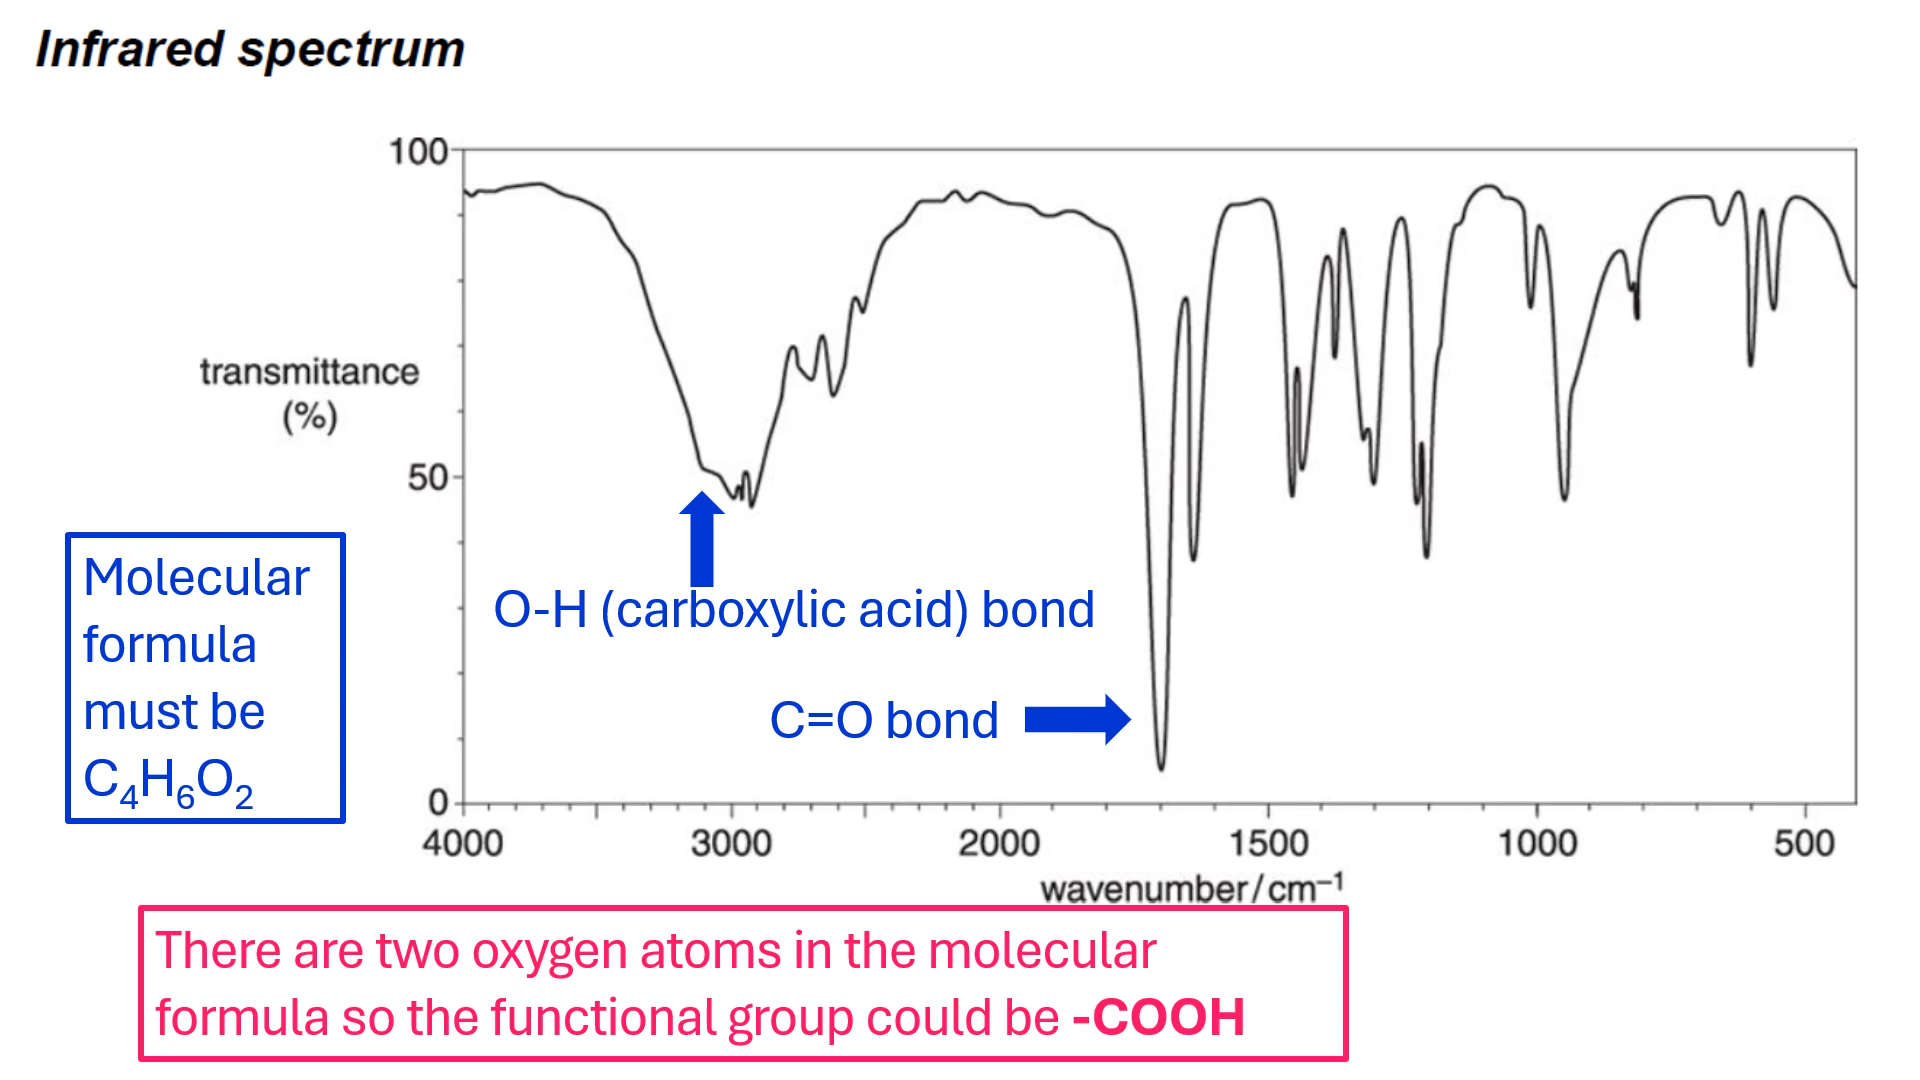 Infrared spectrum
100
transmittance
(%)
50
Molecular
formula
must be
C₄H₆O₂
O-H (carboxylic acid) bond
C=O bond
0
4000 3000 2000 1500 1000 500
wavenumber/cm⁻¹
There are two oxygen atoms in the molecular
formula so the functional group could be -COOH